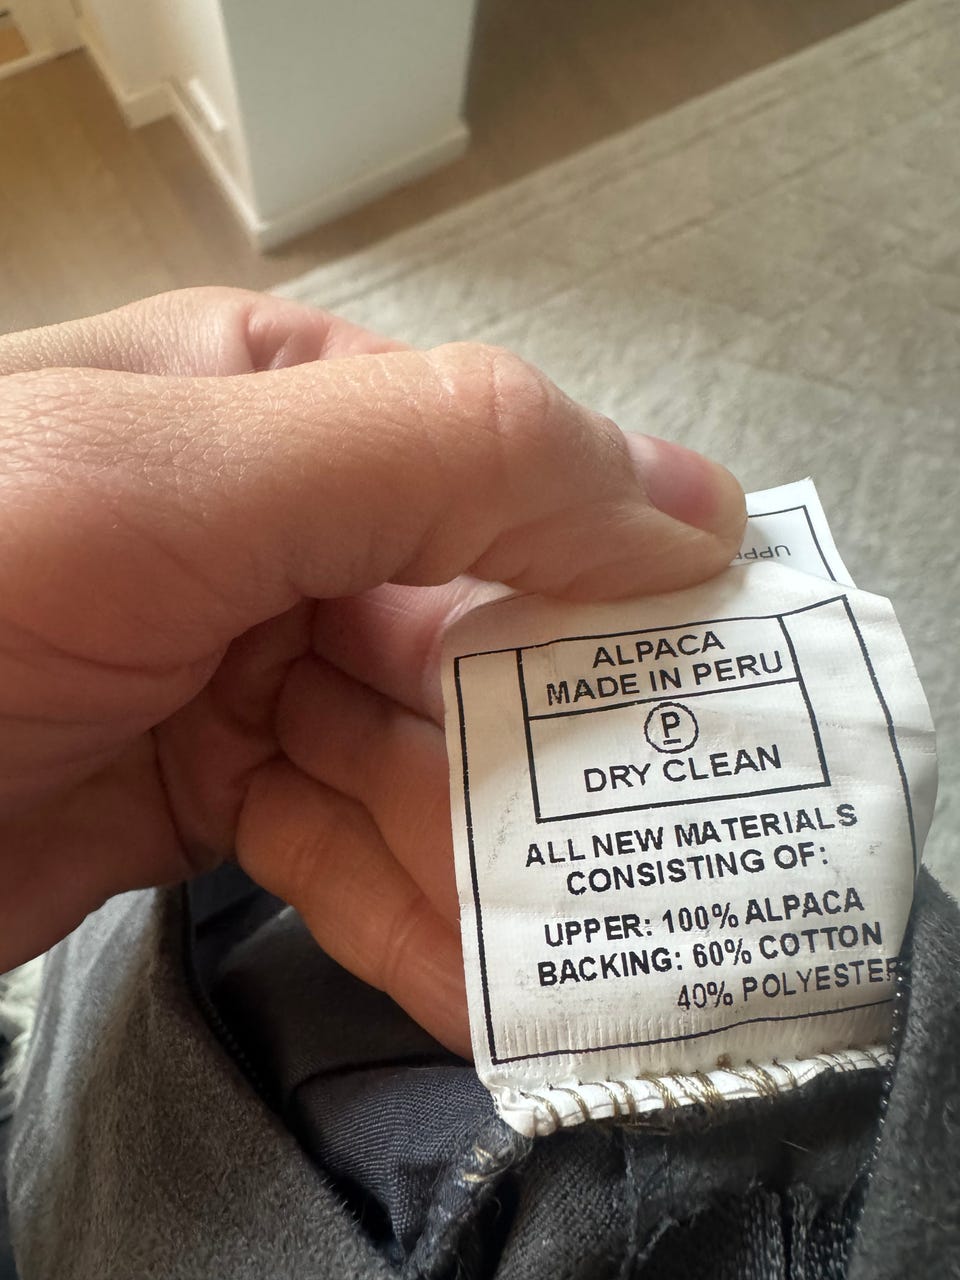 ALPACA
MADE IN PERU
P
DRY CLEAN
ALL NEW MATERIALS
CONSISTING OF:
UPPER: 100% ALPACA
BACKING: 60% COTTON
40% POLYESTER